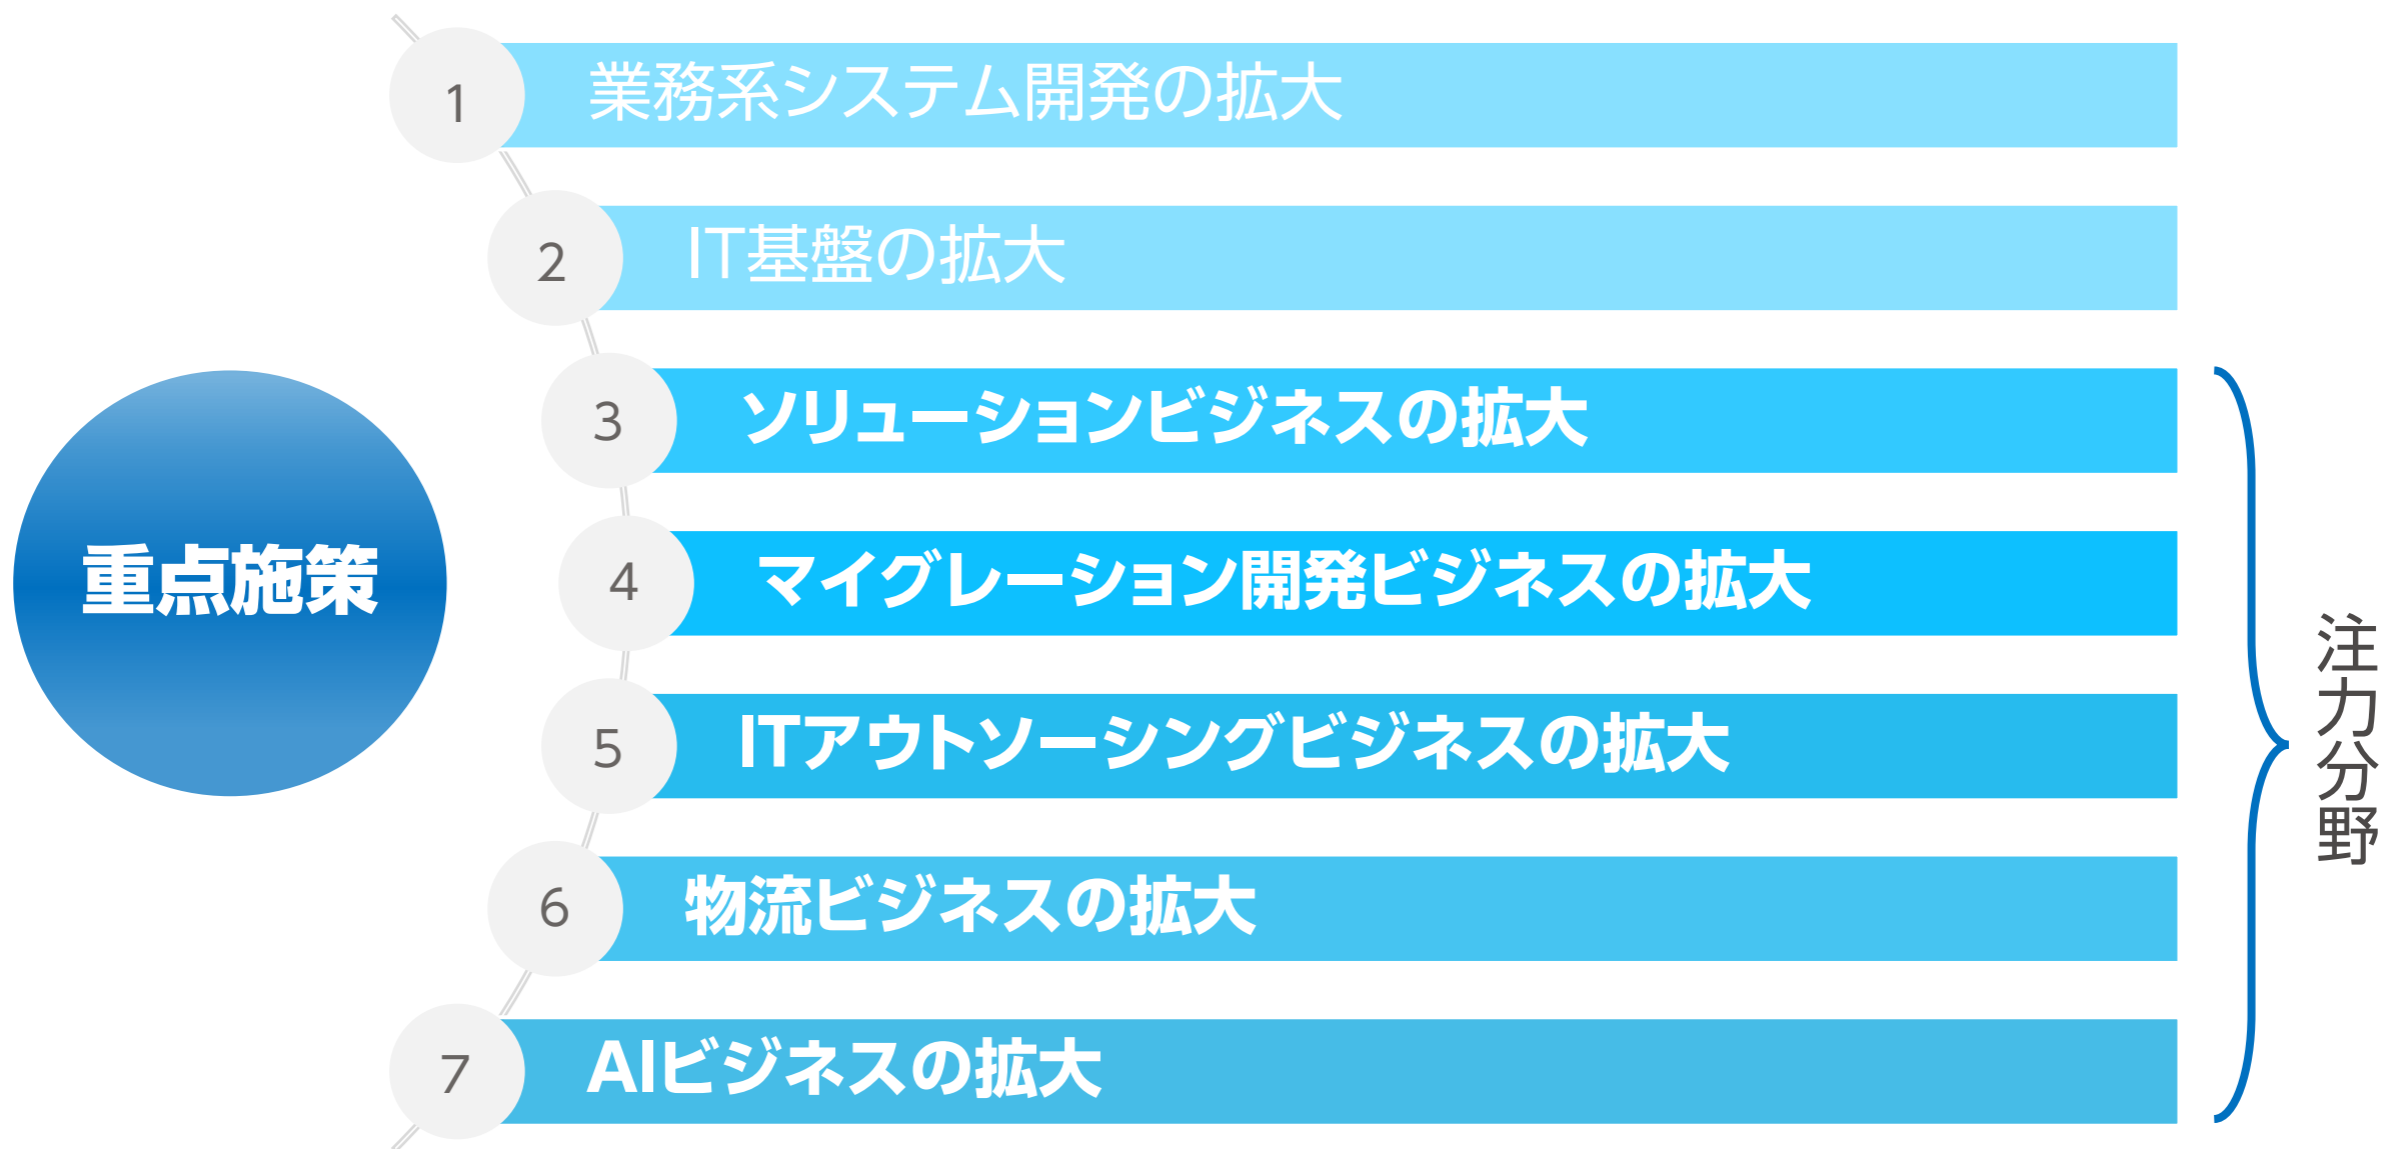 重点施策
1 業務系システム開発の拡大
2 IT基盤の拡大
3 ソリューションビジネスの拡大
4 マイグレーション開発ビジネスの拡大
5 ITアウトソーシングビジネスの拡大
6 物流ビジネスの拡大
7 AIビジネスの拡大
注力分野